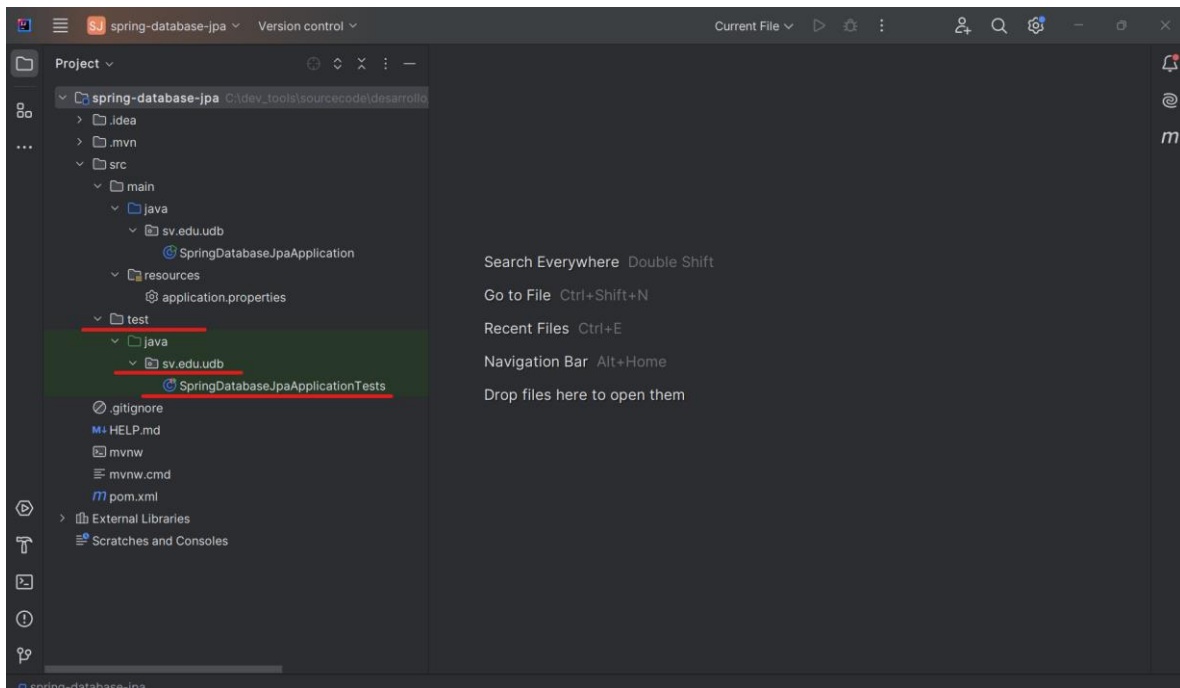 SJ spring-database-jpa Version control Current File
Project
spring-database-jpa C:\dev_tools\sourcecode\desarrollo
.idea
.mvn
src
main
java
sv.edu.udb
SpringDatabaseJpaApplication
resources
application.properties
test
java
sv.edu.udb
SpringDatabaseJpaApplicationTests
.gitignore
M↓ HELP.md
mvnw
mvnw.cmd
m pom.xml
External Libraries
Scratches and Consoles
Search Everywhere Double Shift
Go to File Ctrl+Shift+N
Recent Files Ctrl+E
Navigation Bar Alt+Home
Drop files here to open them
m
spring-database-jpa